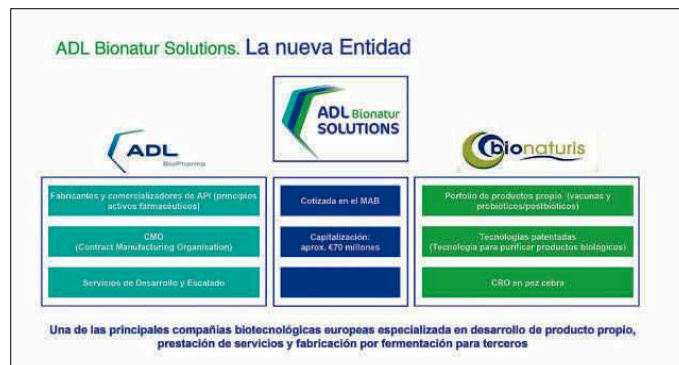 ADL Bionatur Solutions. La nueva Entidad
ADL Bionatur
SOLUTIONS
ADL
BioPharma
bionaturis
Fabricantes y comercializadores de API (principios
activos farmacéuticos)
CMO
(Contract Manufacturing Organisation)
Servicios de Desarrollo y Escalado
Cotizada en el MAB
Capitalización:
aprox. €70 millones
Porfolio de productos propio (vacunas y
probióticos/postbióticos)
Tecnologías patentadas
(Tecnología para purificar productos biológicos)
CRO en pez cebra
Una de las principales compañias biotecnológicas europeas especializada en desarrollo de producto propio,
prestación de servicios y fabricación por fermentación para terceros